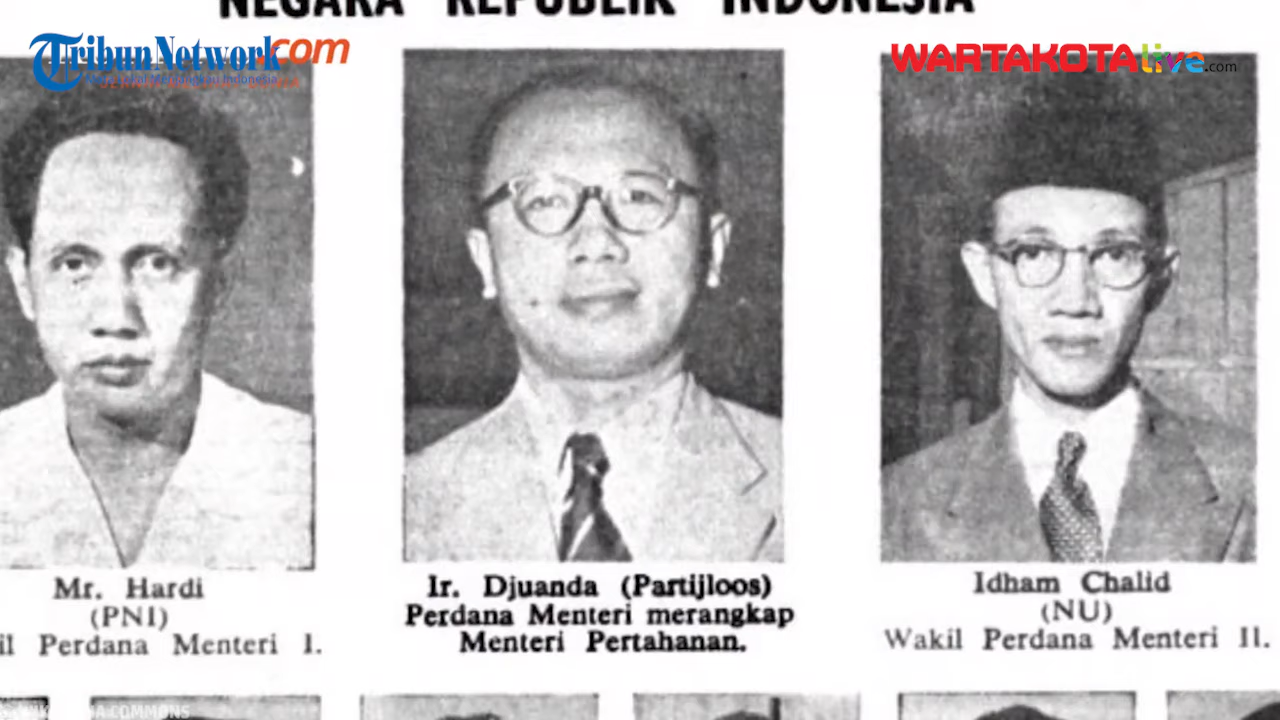 NEGARA REPUBLIK INDONESIA
TribunNetwork.com
WARTAKOTAlive.com
Mr. Hardi
(PNI)
il Perdana Menteri I.
Ir. Djuanda (Partijloos)
Perdana Menteri merangkap
Menteri Pertahanan.
Idham Chalid
(NU)
Wakil Perdana Menteri II.
COMMONS